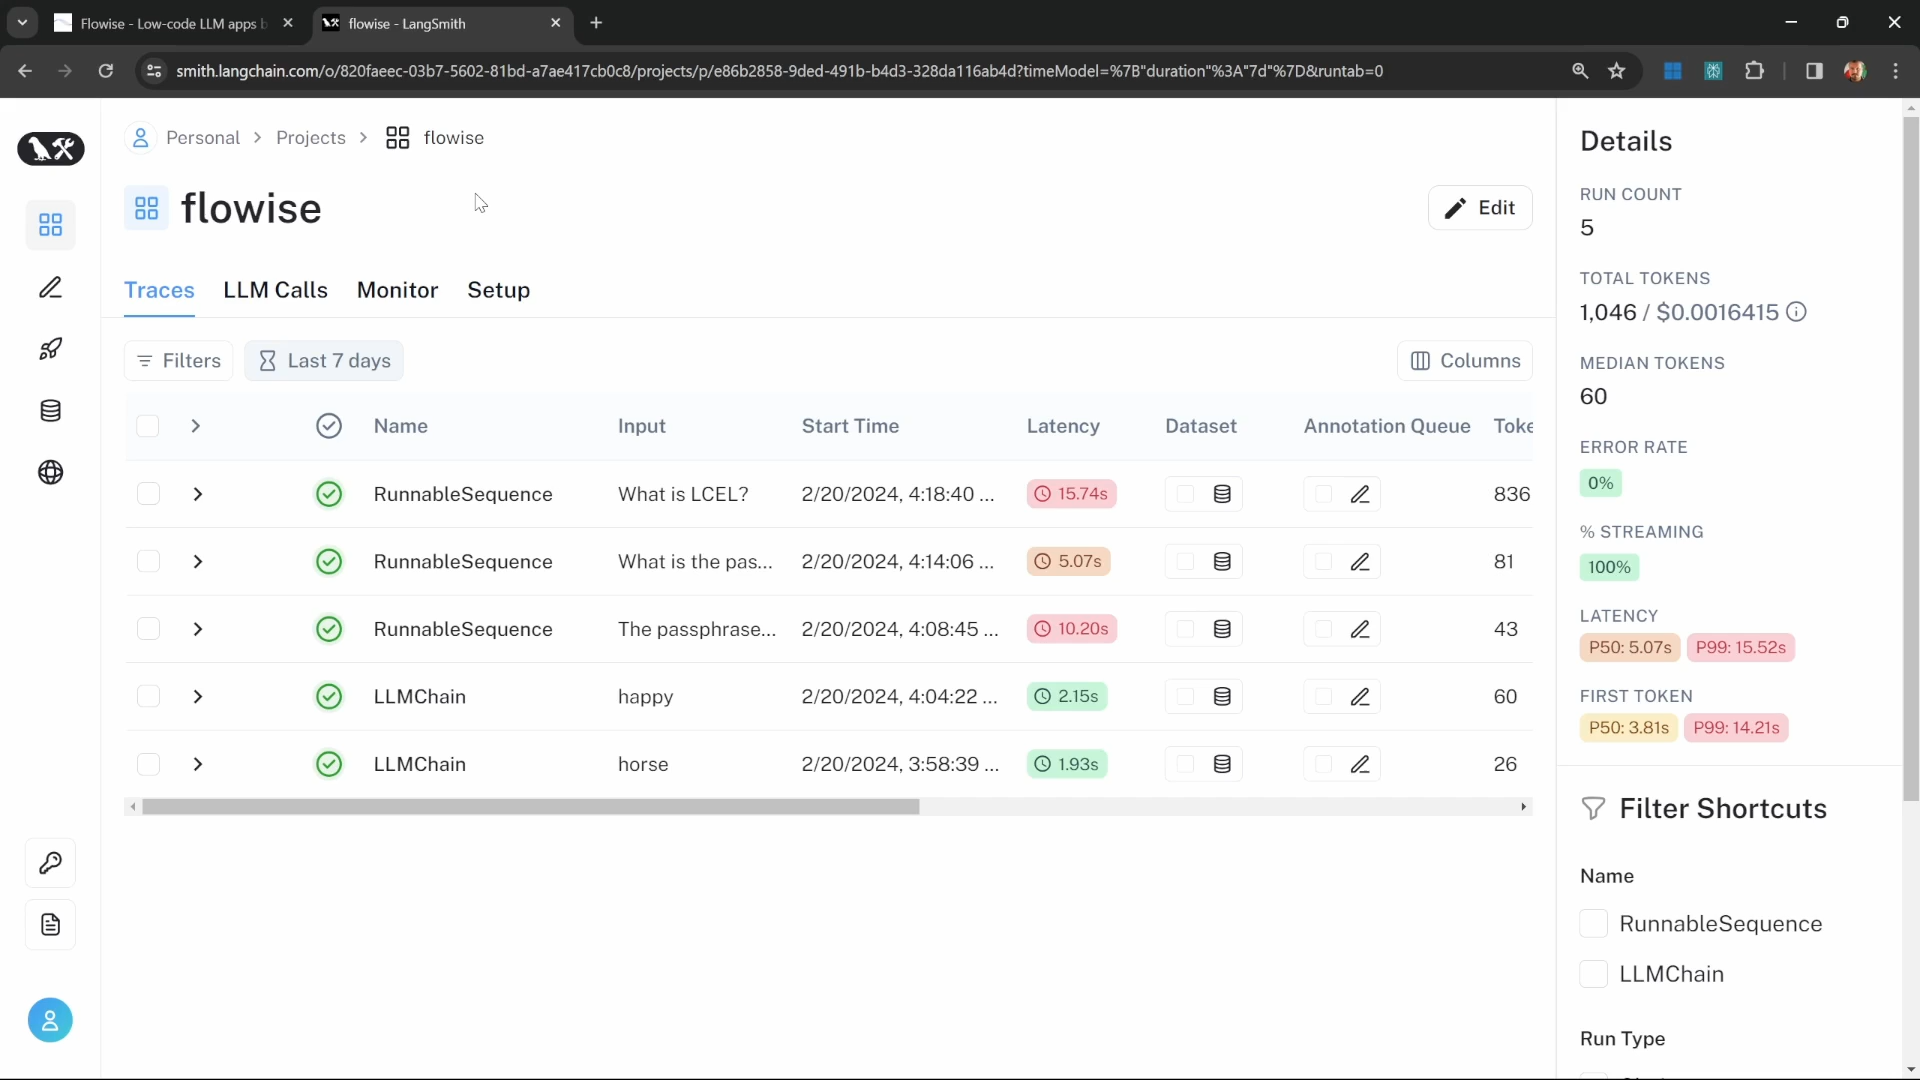 Flowise - Low-code LLM apps b
flowise - LangSmith
smith.langchain.com/o/820faeec-03b7-5602-81bd-a7ae417cb0c8/projects/p/e86b2858-9ded-491b-b4d3-328da116ab4d?timeModel=%7B"duration"%3A"7d"%7D&runtab=0
Personal > Projects > flowise
flowise
Edit
Traces LLM Calls Monitor Setup
Filters Last 7 days Columns
Name Input Start Time Latency Dataset Annotation Queue Toke
RunnableSequence What is LCEL? 2/20/2024, 4:18:40 ... 15.74s 836
RunnableSequence What is the pas... 2/20/2024, 4:14:06 ... 5.07s 81
RunnableSequence The passphrase... 2/20/2024, 4:08:45 ... 10.20s 43
LLMChain happy 2/20/2024, 4:04:22 ... 2.15s 60
LLMChain horse 2/20/2024, 3:58:39 ... 1.93s 26
Details
RUN COUNT
5
TOTAL TOKENS
1,046 / $0.0016415
MEDIAN TOKENS
60
ERROR RATE
0%
% STREAMING
100%
LATENCY
P50: 5.07s P99: 15.52s
FIRST TOKEN
P50: 3.81s P99: 14.21s
Filter Shortcuts
Name
RunnableSequence
LLMChain
Run Type